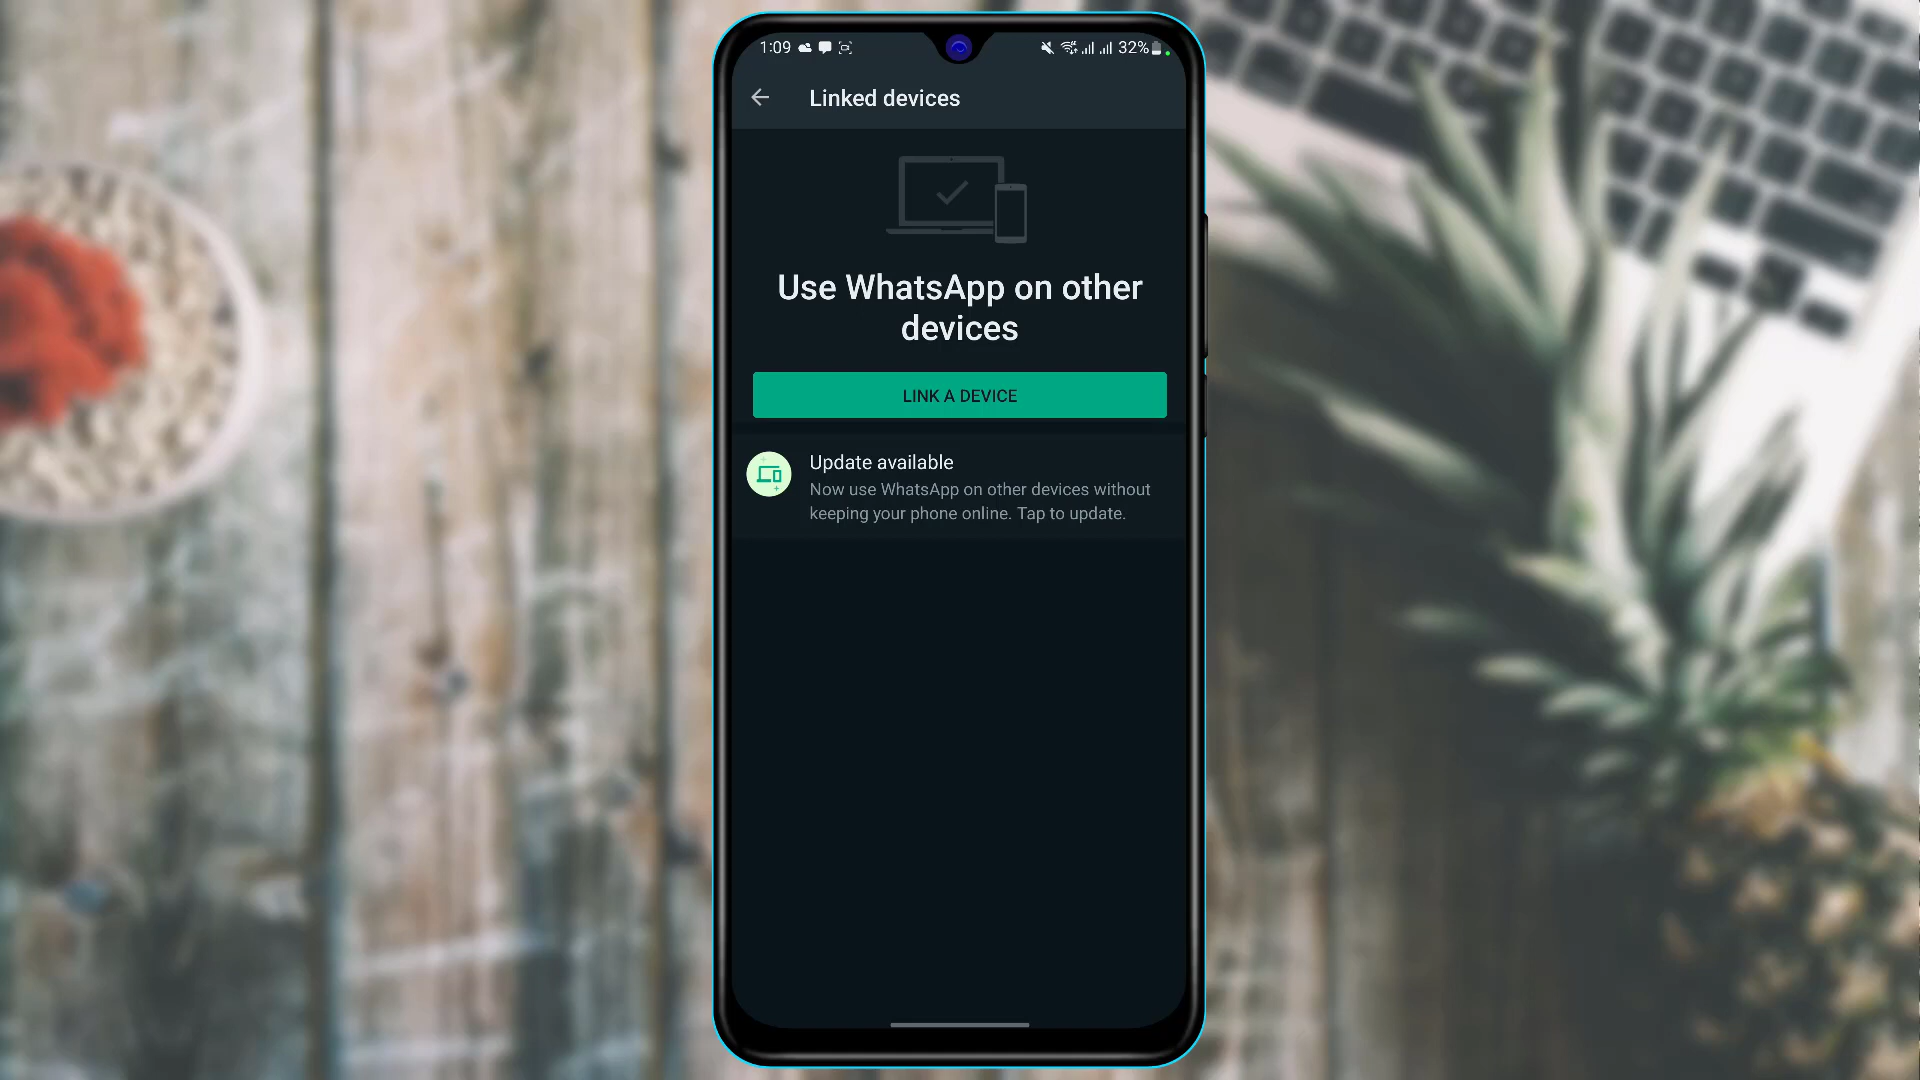 1:09 32%
Linked devices
Use WhatsApp on other
devices
LINK A DEVICE
Update available
Now use WhatsApp on other devices without
keeping your phone online. Tap to update.